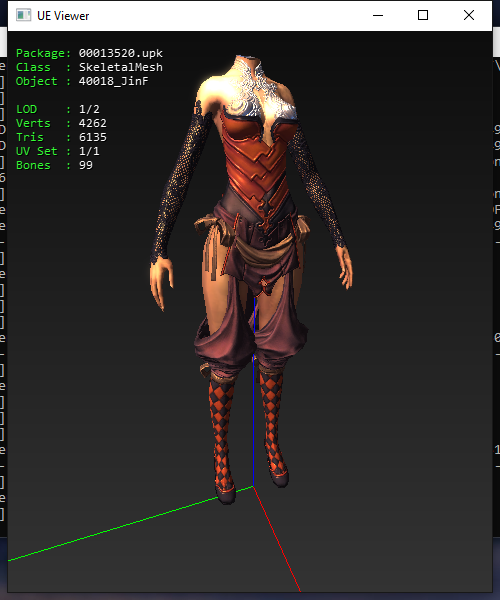 UE Viewer
Package: 00013520.upk
Class  : SkeletalMesh
Object : 40018_JinF
LOD    : 1/2
Verts  : 4262
Tris   : 6135
UV Set : 1/1
Bones  : 99